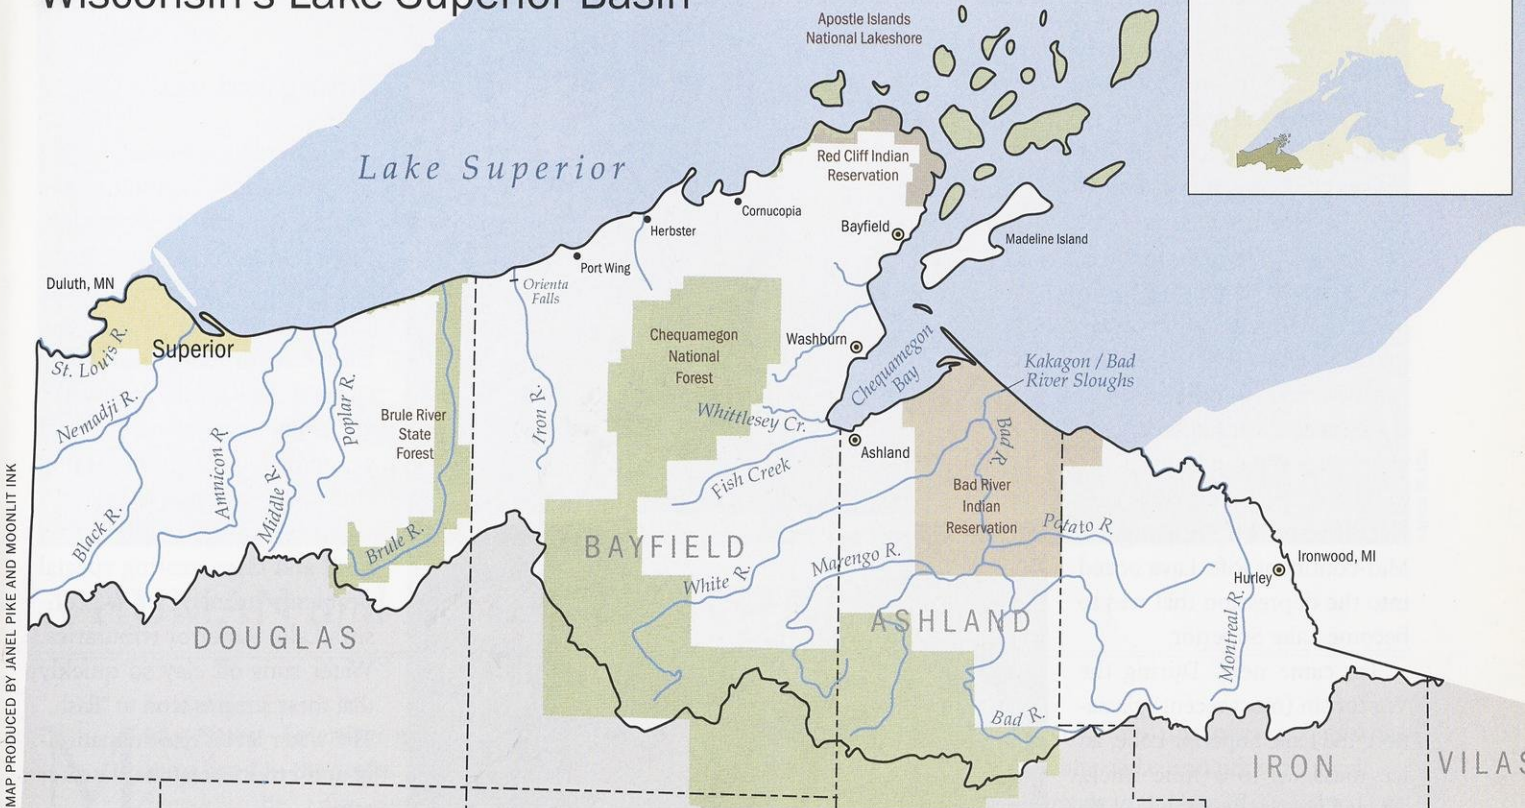 Wisconsin's Lake Superior Basin
Apostle Islands
National Lakeshore
Lake Superior
Red Cliff Indian
Reservation
Cornucopia
Herbster
Bayfield
Madeline Island
Port Wing
Duluth, MN
Orienta
Falls
Superior
St. Louis R.
Chequamegon
National
Forest
Washburn
Chequamegon
Bay
Kakagon / Bad
River Sloughs
Nemadji R.
Poplar R.
Brule River
State
Forest
Iron R.
Whittlesey Cr.
Ashland
Bad R.
Amnicon R
Middle R.
Fish Creek
Bad River
Indian
Reservation
Black R.
Brule R.
BAYFIELD
White R.
Marengo R.
Potato R.
Ironwood, MI
Hurley
DOUGLAS
ASHLAND
Montreal R.
Bad R.
IRON
VILAS
MAP PRODUCED BY JANEL PIKE AND MOONLIT INK